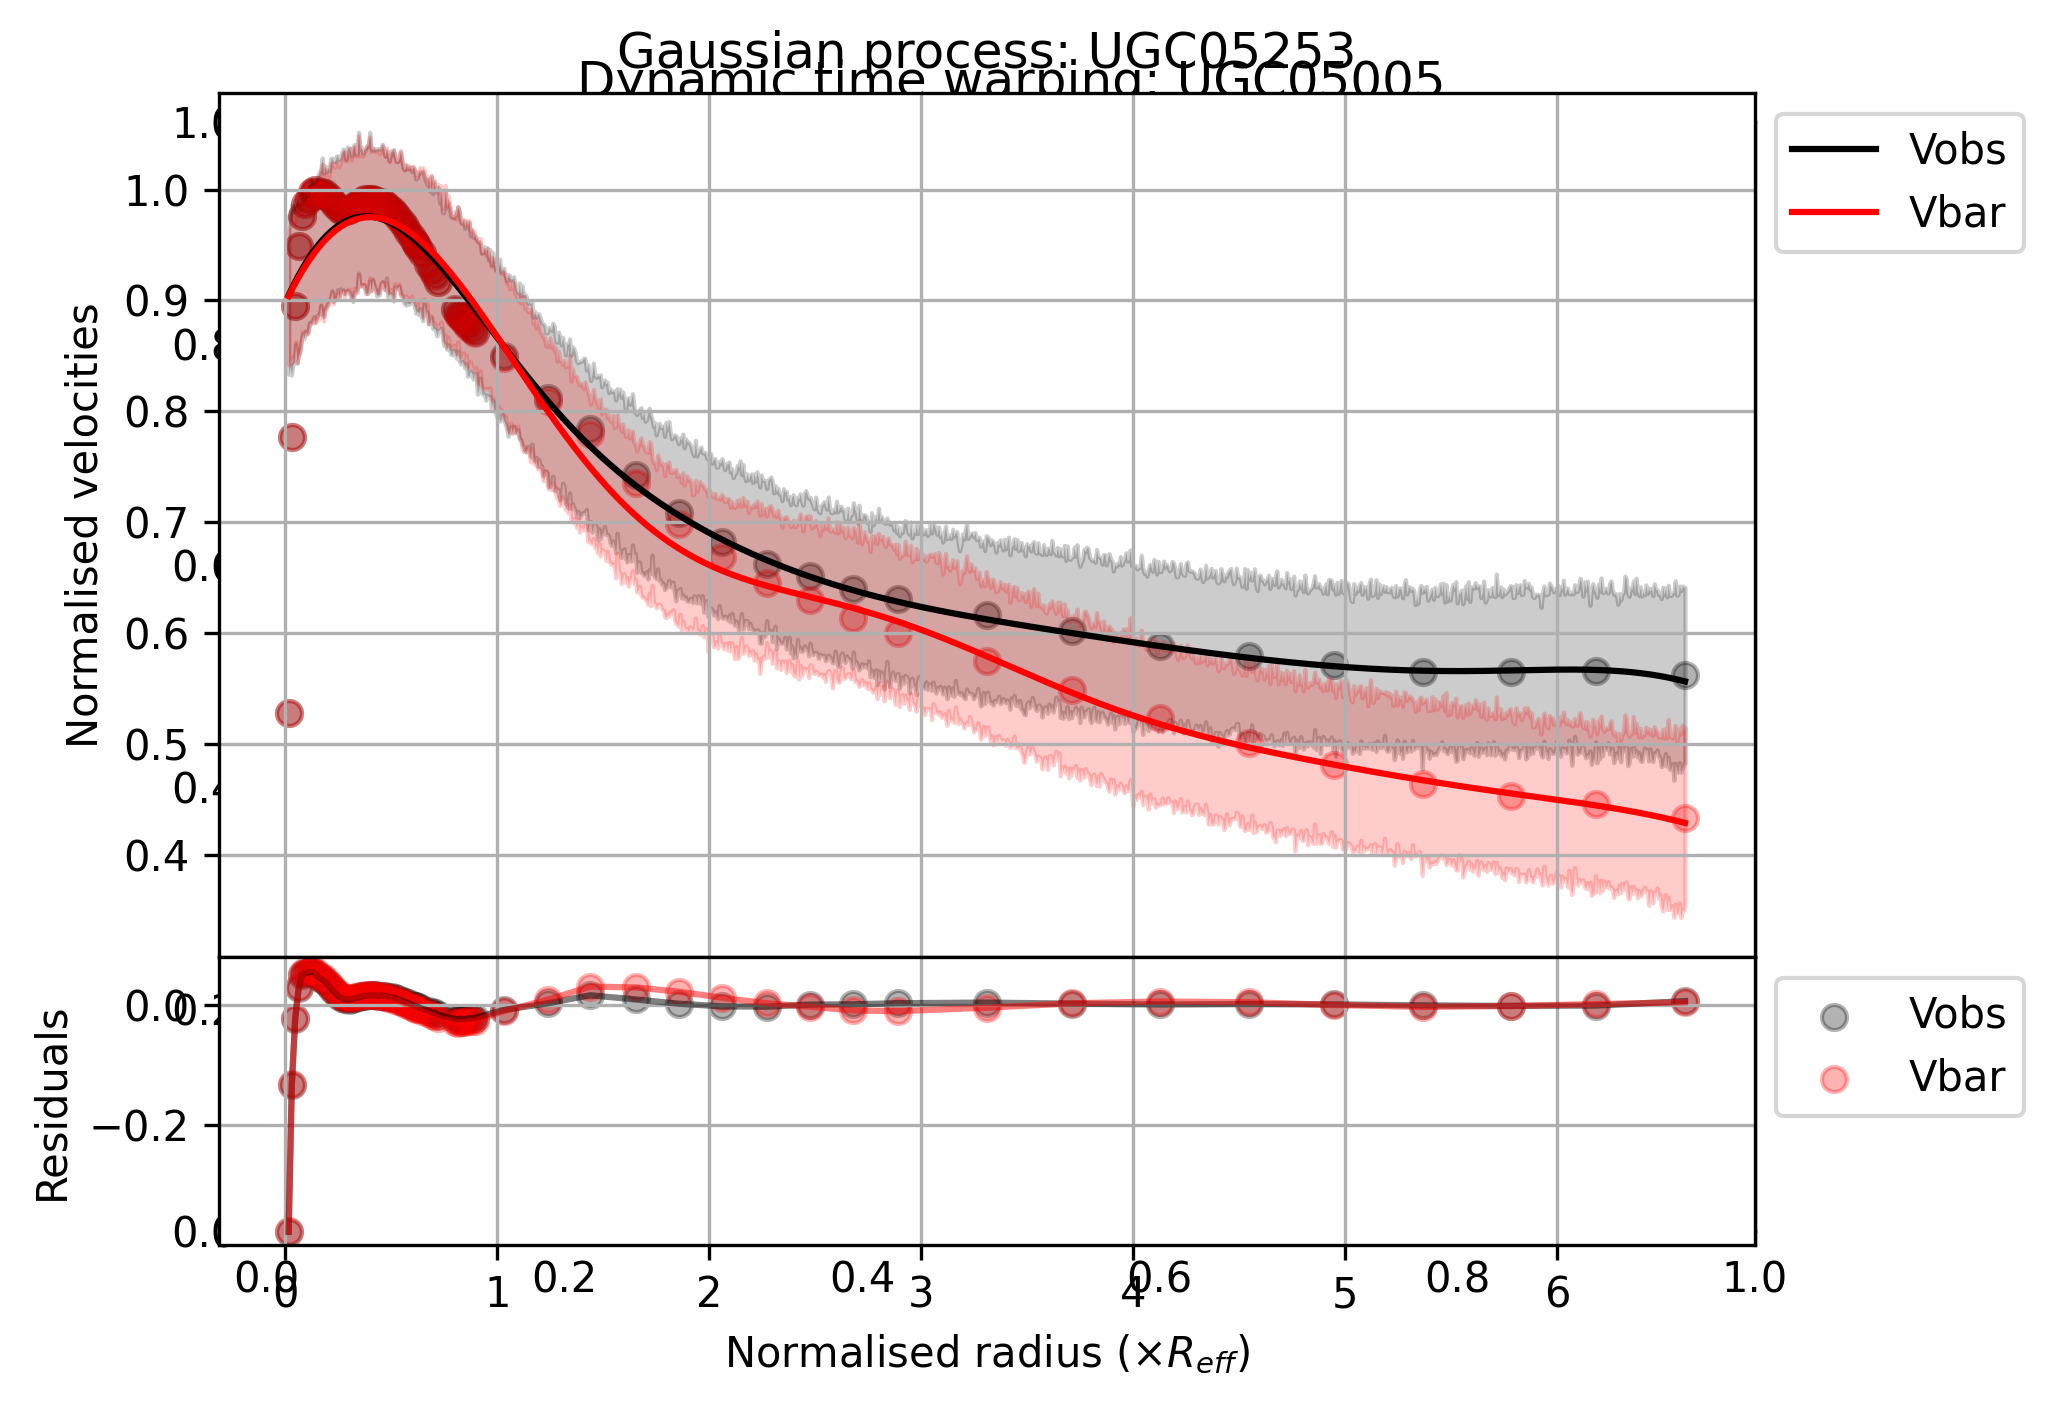 Gaussian process: UGC05253
Dynamic time warping: UGC05005
Normalised velocities
1.0
0.9
0.8
0.7
0.6
0.5
0.4
Vobs
Vbar
Residuals
0.0
−0.2
Vobs
Vbar
0.0 0.2 0.4 0.6 0.8 1.0
0 1 2 3 4 5 6
Normalised radius (×R_eff)